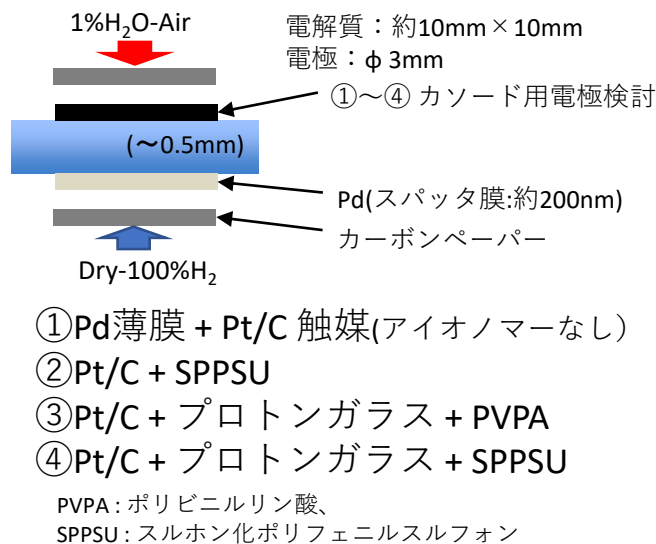 1%H₂O-Air
電解質：約10mm×10mm
電極：φ 3mm
①～④ カソード用電極検討
(～0.5mm)
Pd(スパッタ膜:約200nm)
カーボンペーパー
Dry-100%H₂
①Pd薄膜 + Pt/C 触媒(アイオノマーなし）
②Pt/C + SPPSU
③Pt/C + プロトンガラス + PVPA
④Pt/C + プロトンガラス + SPPSU
PVPA : ポリビニルリン酸、
SPPSU : スルホン化ポリフェニルスルフォン